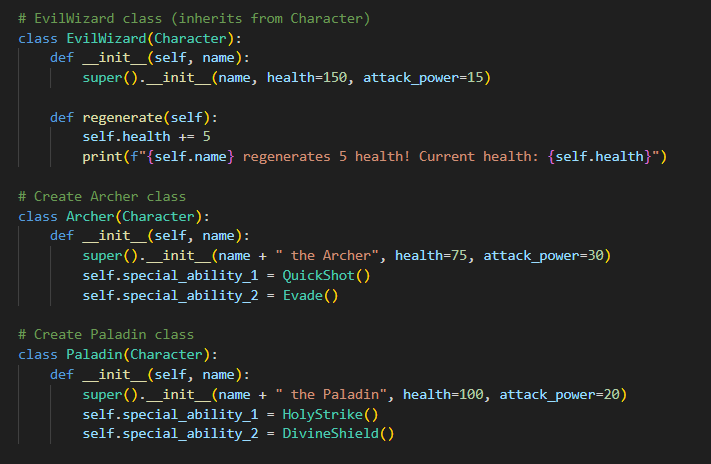 # EvilWizard class (inherits from Character)
class EvilWizard(Character):
    def __init__(self, name):
        super().__init__(name, health=150, attack_power=15)

    def regenerate(self):
        self.health += 5
        print(f"{self.name} regenerates 5 health! Current health: {self.health}")

# Create Archer class
class Archer(Character):
    def __init__(self, name):
        super().__init__(name + " the Archer", health=75, attack_power=30)
        self.special_ability_1 = QuickShot()
        self.special_ability_2 = Evade()

# Create Paladin class
class Paladin(Character):
    def __init__(self, name):
        super().__init__(name + " the Paladin", health=100, attack_power=20)
        self.special_ability_1 = HolyStrike()
        self.special_ability_2 = DivineShield()